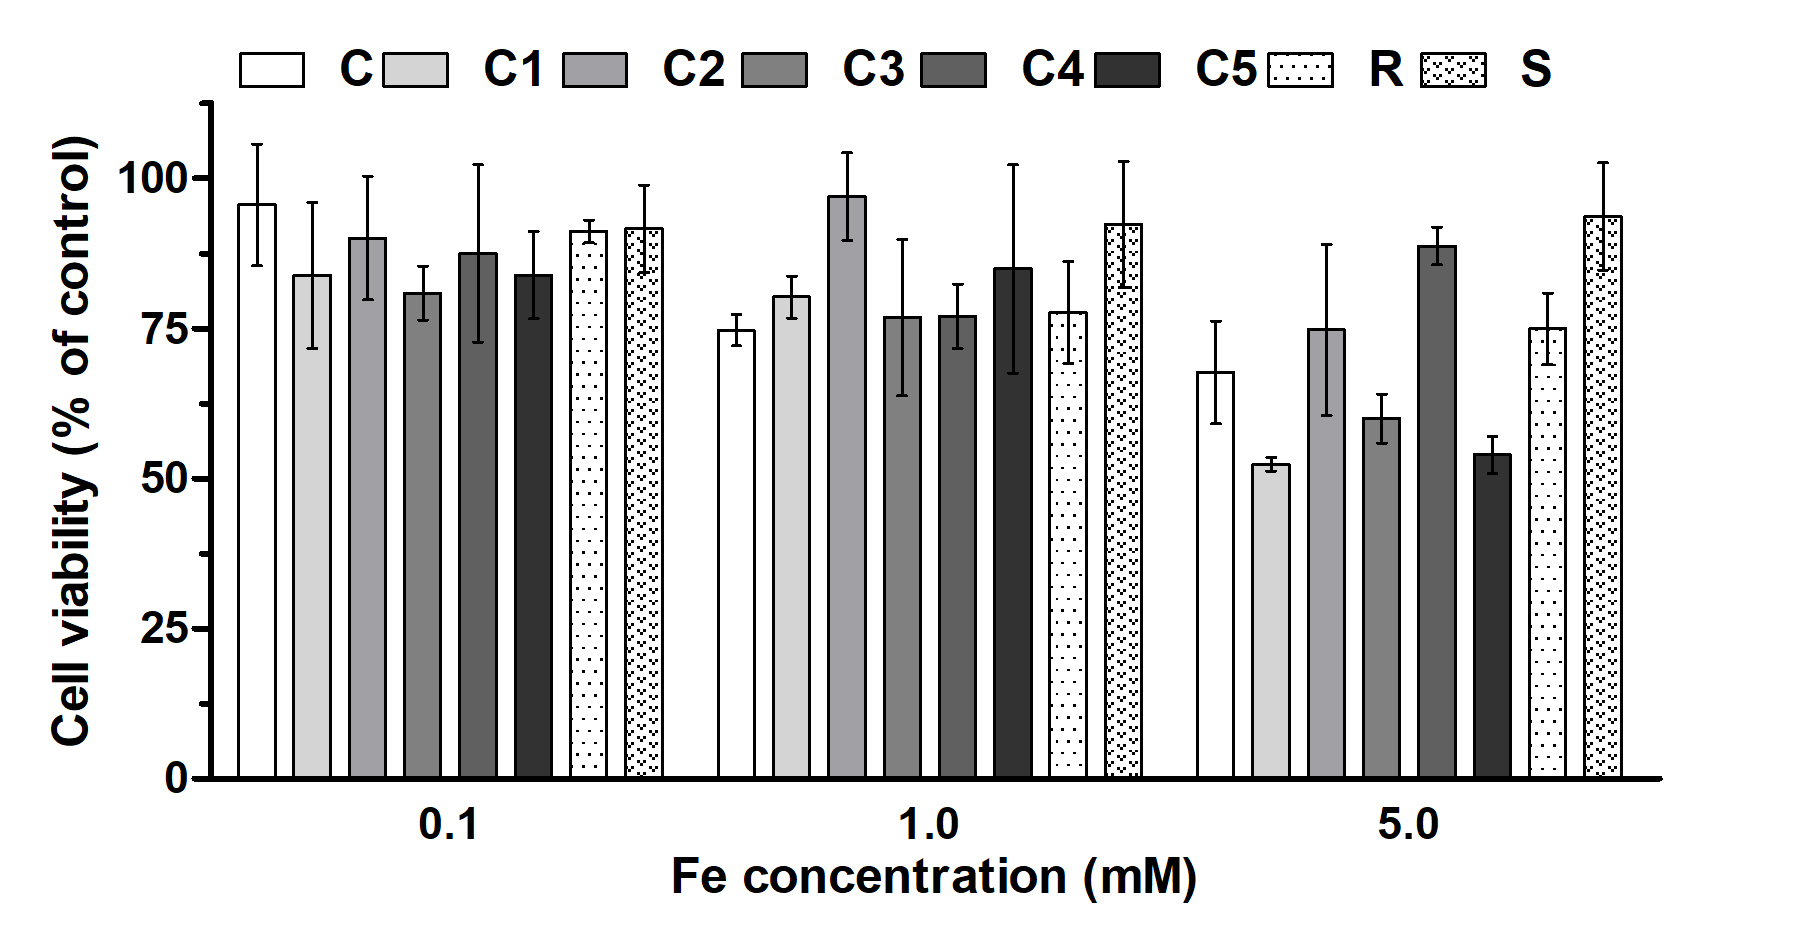 C C1 C2 C3 C4 C5 R S
Cell viability (% of control)
100
75
50
25
0
0.1 1.0 5.0
Fe concentration (mM)